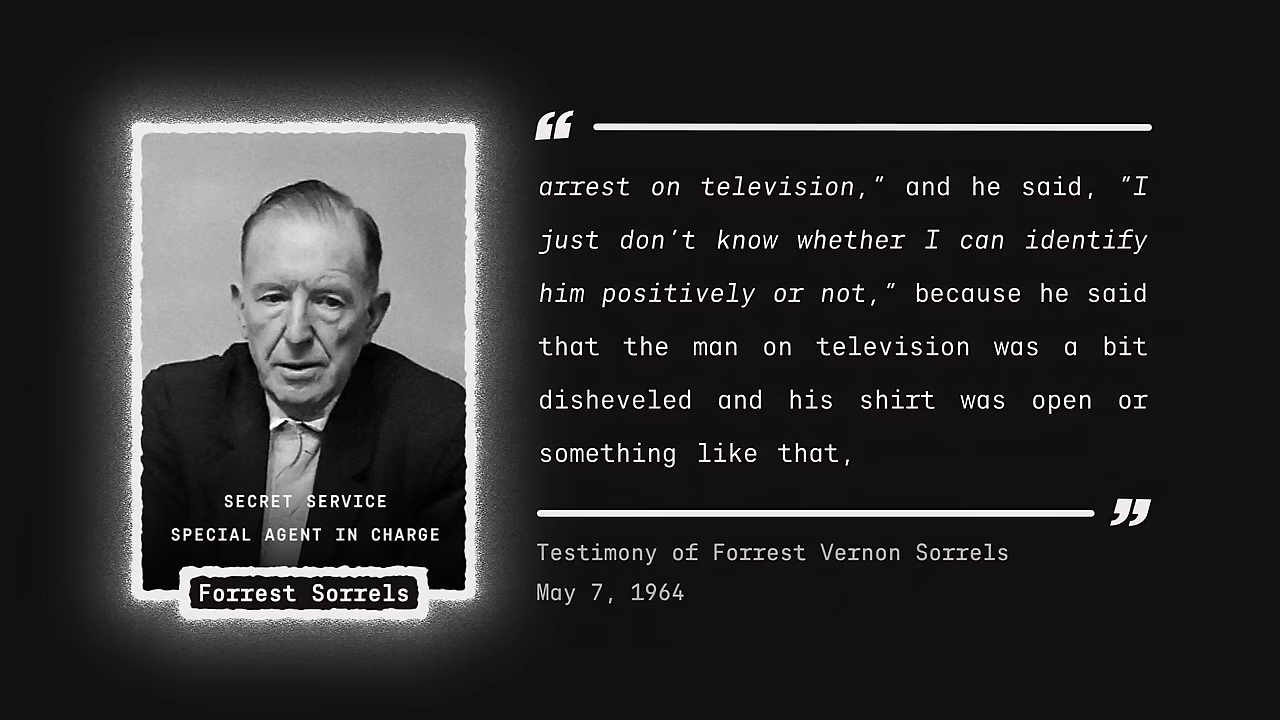 arrest on television,” and he said, “I
just don't know whether I can identify
him positively or not,” because he said
that the man on television was a bit
disheveled and his shirt was open or
something like that,
Testimony of Forrest Vernon Sorrels
May 7, 1964
SECRET SERVICE
SPECIAL AGENT IN CHARGE
Forrest Sorrels